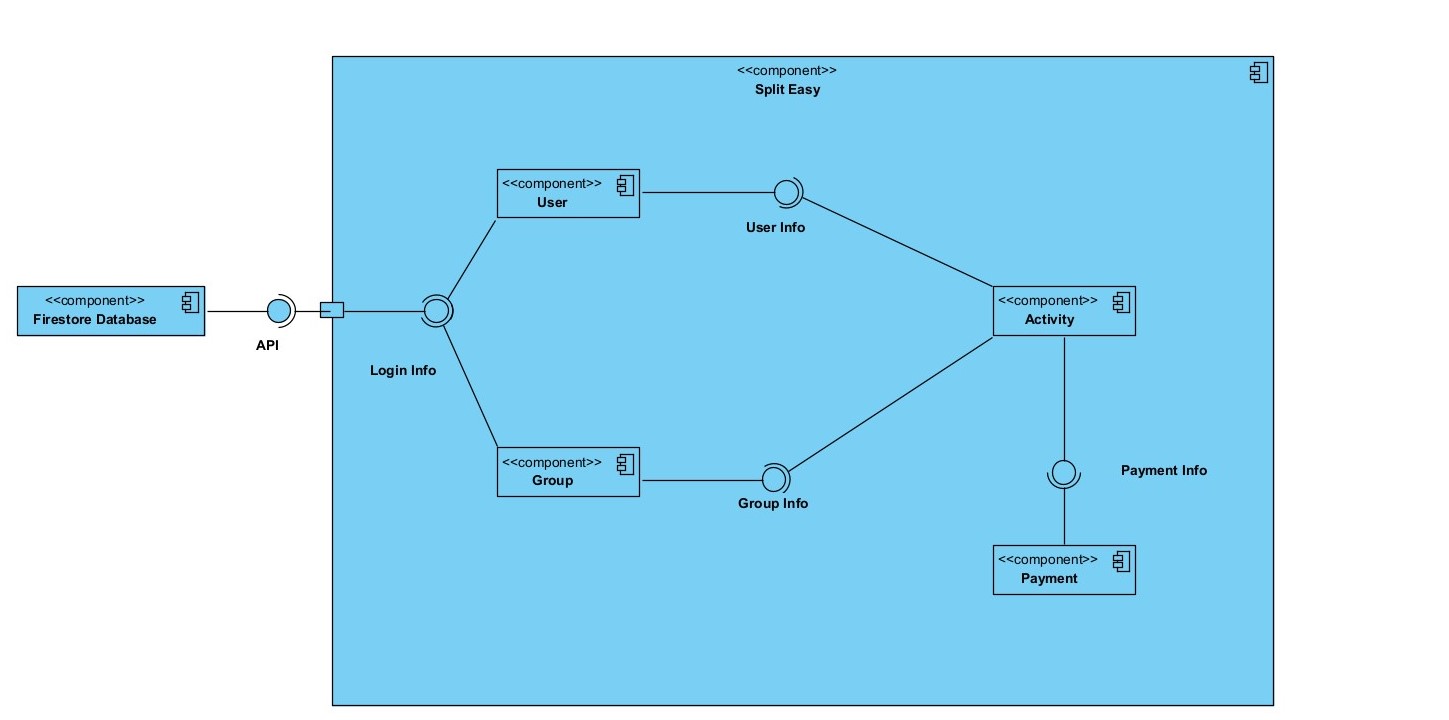 <<component>>
Split Easy
<<component>>
User
User Info
<<component>>
Firestore Database
API
Login Info
<<component>>
Activity
<<component>>
Group
Group Info
Payment Info
<<component>>
Payment